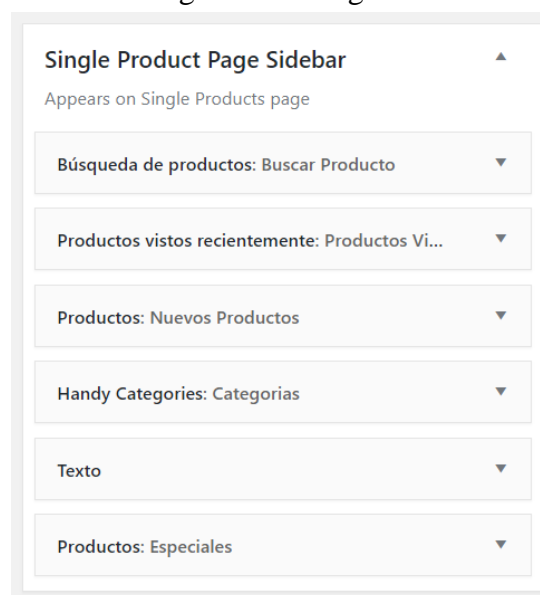 Single Product Page Sidebar
Appears on Single Products page
Búsqueda de productos: Buscar Producto
Productos vistos recientemente: Productos Vi...
Productos: Nuevos Productos
Handy Categories: Categorias
Texto
Productos: Especiales